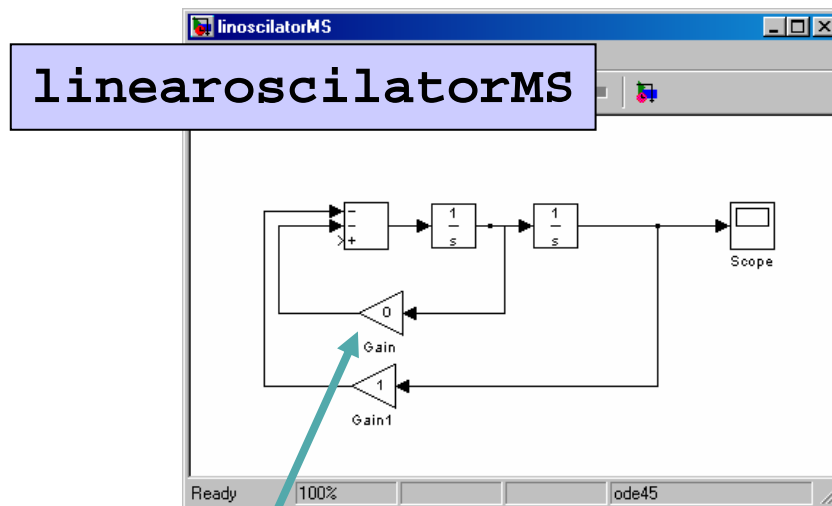 linoscilatorMS
linearoscilatorMS
−
−
+
1
s
1
s
Scope
0
Gain
1
Gain1
Ready 100% ode45